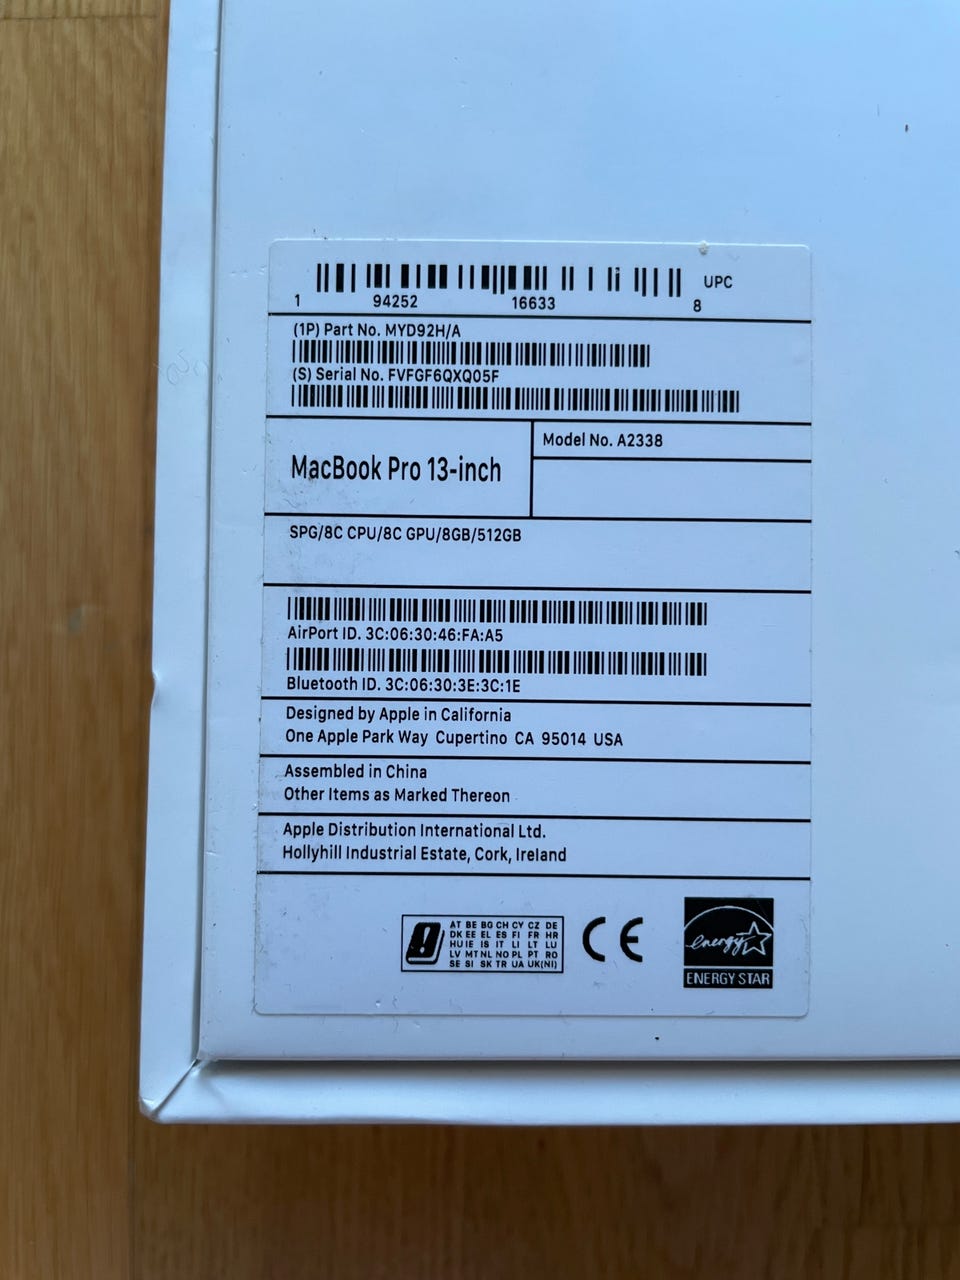 UPC
1 94252 16633 8
(1P) Part No. MYD92H/A
(S) Serial No. FVFGF6QXQ05F
MacBook Pro 13-inch
Model No. A2338
SPG/8C CPU/8C GPU/8GB/512GB
AirPort ID. 3C:06:30:46:FA:A5
Bluetooth ID. 3C:06:30:3E:3C:1E
Designed by Apple in California
One Apple Park Way Cupertino CA 95014 USA
Assembled in China
Other Items as Marked Thereon
Apple Distribution International Ltd.
Hollyhill Industrial Estate, Cork, Ireland
AT BE BG CH CY CZ DE
DK EE EL ES FI FR HR
HU IE IS IT LI LT LU
LV MT NL NO PL PT RO
SE SI SK TR UA UK(NI)
CE
energy
ENERGY STAR